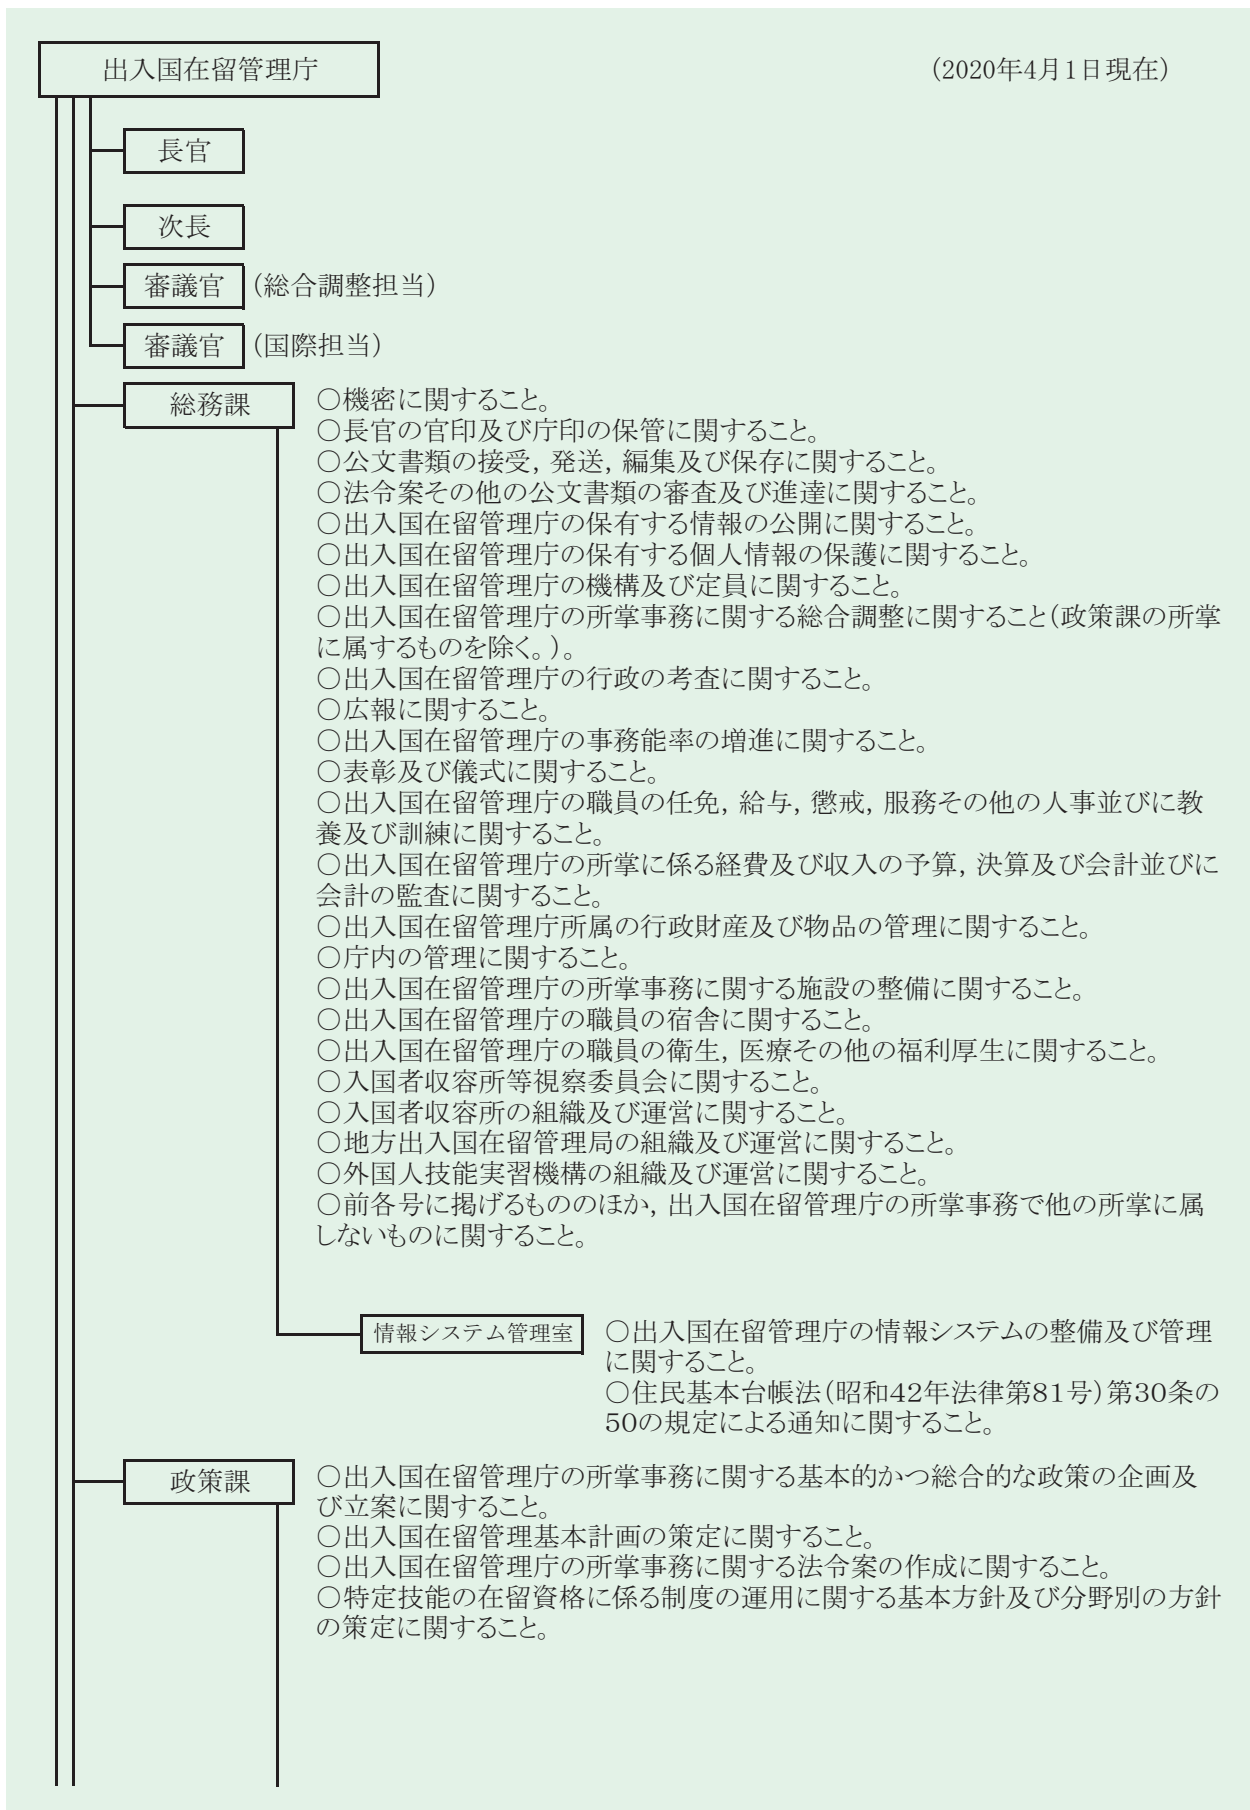 出入国在留管理庁
(2020年4月1日現在)
長官
次長
審議官 (総合調整担当)
審議官 (国際担当)
総務課
○機密に関すること。
○長官の官印及び庁印の保管に関すること。
○公文書類の接受，発送，編集及び保存に関すること。
○法令案その他の公文書類の審査及び進達に関すること。
○出入国在留管理庁の保有する情報の公開に関すること。
○出入国在留管理庁の保有する個人情報の保護に関すること。
○出入国在留管理庁の機構及び定員に関すること。
○出入国在留管理庁の所掌事務に関する総合調整に関すること(政策課の所掌
に属するものを除く。)。
○出入国在留管理庁の行政の考査に関すること。
○広報に関すること。
○出入国在留管理庁の事務能率の増進に関すること。
○表彰及び儀式に関すること。
○出入国在留管理庁の職員の任免，給与，懲戒，服務その他の人事並びに教
養及び訓練に関すること。
○出入国在留管理庁の所掌に係る経費及び収入の予算，決算及び会計並びに
会計の監査に関すること。
○出入国在留管理庁所属の行政財産及び物品の管理に関すること。
○庁内の管理に関すること。
○出入国在留管理庁の所掌事務に関する施設の整備に関すること。
○出入国在留管理庁の職員の宿舎に関すること。
○出入国在留管理庁の職員の衛生，医療その他の福利厚生に関すること。
○入国者収容所等視察委員会に関すること。
○入国者収容所の組織及び運営に関すること。
○地方出入国在留管理局の組織及び運営に関すること。
○外国人技能実習機構の組織及び運営に関すること。
○前各号に掲げるもののほか，出入国在留管理庁の所掌事務で他の所掌に属
しないものに関すること。
情報システム管理室
○出入国在留管理庁の情報システムの整備及び管理
に関すること。
○住民基本台帳法(昭和42年法律第81号)第30条の
50の規定による通知に関すること。
政策課
○出入国在留管理庁の所掌事務に関する基本的かつ総合的な政策の企画及
び立案に関すること。
○出入国在留管理基本計画の策定に関すること。
○出入国在留管理庁の所掌事務に関する法令案の作成に関すること。
○特定技能の在留資格に係る制度の運用に関する基本方針及び分野別の方針
の策定に関すること。